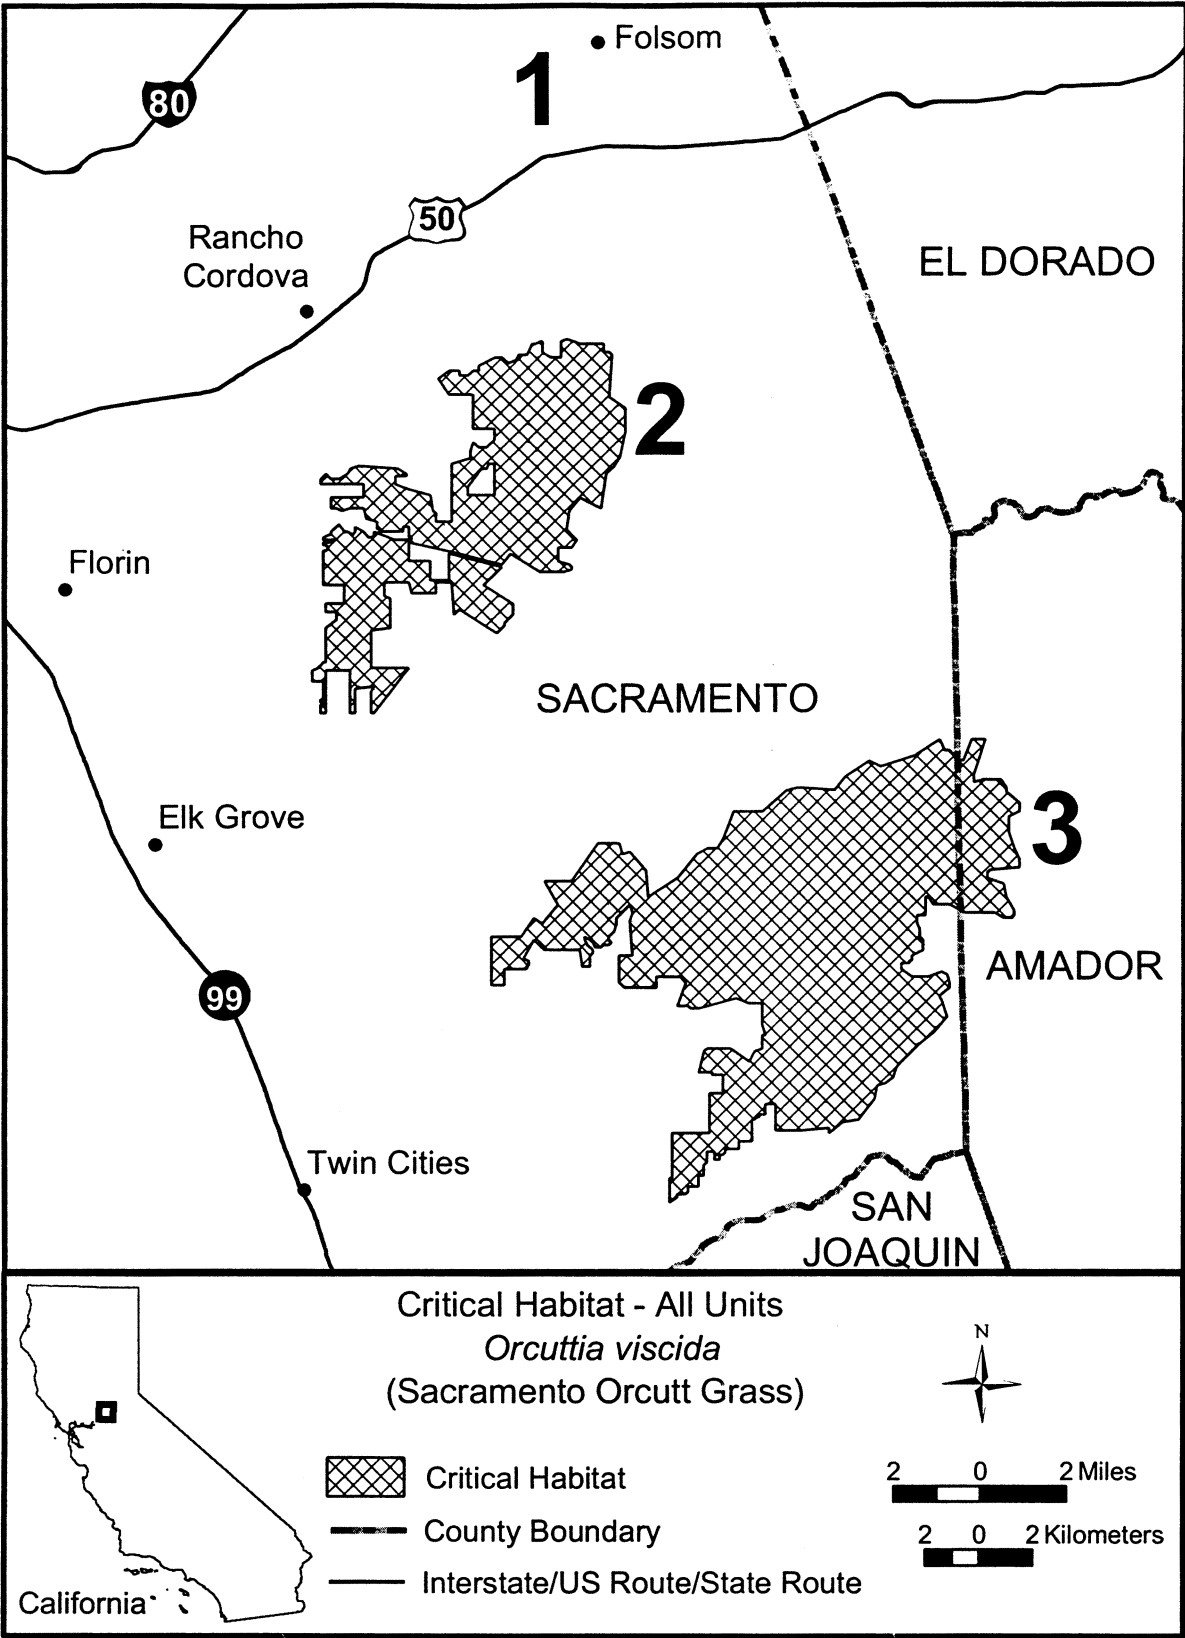 Folsom
1
80
50
Rancho
Cordova
EL DORADO
2
Florin
SACRAMENTO
Elk Grove
3
AMADOR
99
Twin Cities
SAN
JOAQUIN
Critical Habitat - All Units
Orcuttia viscida
(Sacramento Orcutt Grass)
N
Critical Habitat
2 0 2 Miles
County Boundary
2 0 2 Kilometers
Interstate/US Route/State Route
California